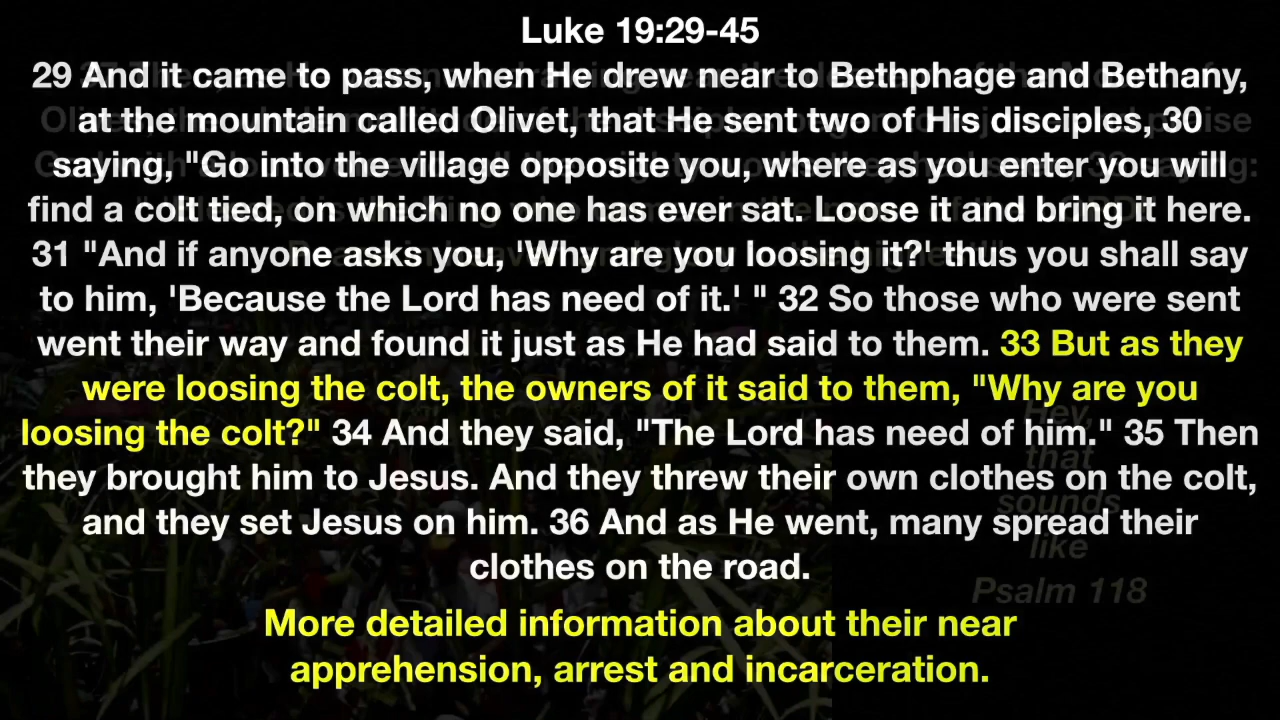 Luke 19:29-45
29 And it came to pass, when He drew near to Bethphage and Bethany,
at the mountain called Olivet, that He sent two of His disciples, 30
saying, "Go into the village opposite you, where as you enter you will
find a colt tied, on which no one has ever sat. Loose it and bring it here.
31 "And if anyone asks you, 'Why are you loosing it?' thus you shall say
to him, 'Because the Lord has need of it.' " 32 So those who were sent
went their way and found it just as He had said to them. 33 But as they
were loosing the colt, the owners of it said to them, "Why are you
loosing the colt?" 34 And they said, "The Lord has need of him." 35 Then
they brought him to Jesus. And they threw their own clothes on the colt,
and they set Jesus on him. 36 And as He went, many spread their
clothes on the road.
More detailed information about their near
apprehension, arrest and incarceration.
Hey,
that
sounds
like
Psalm 118